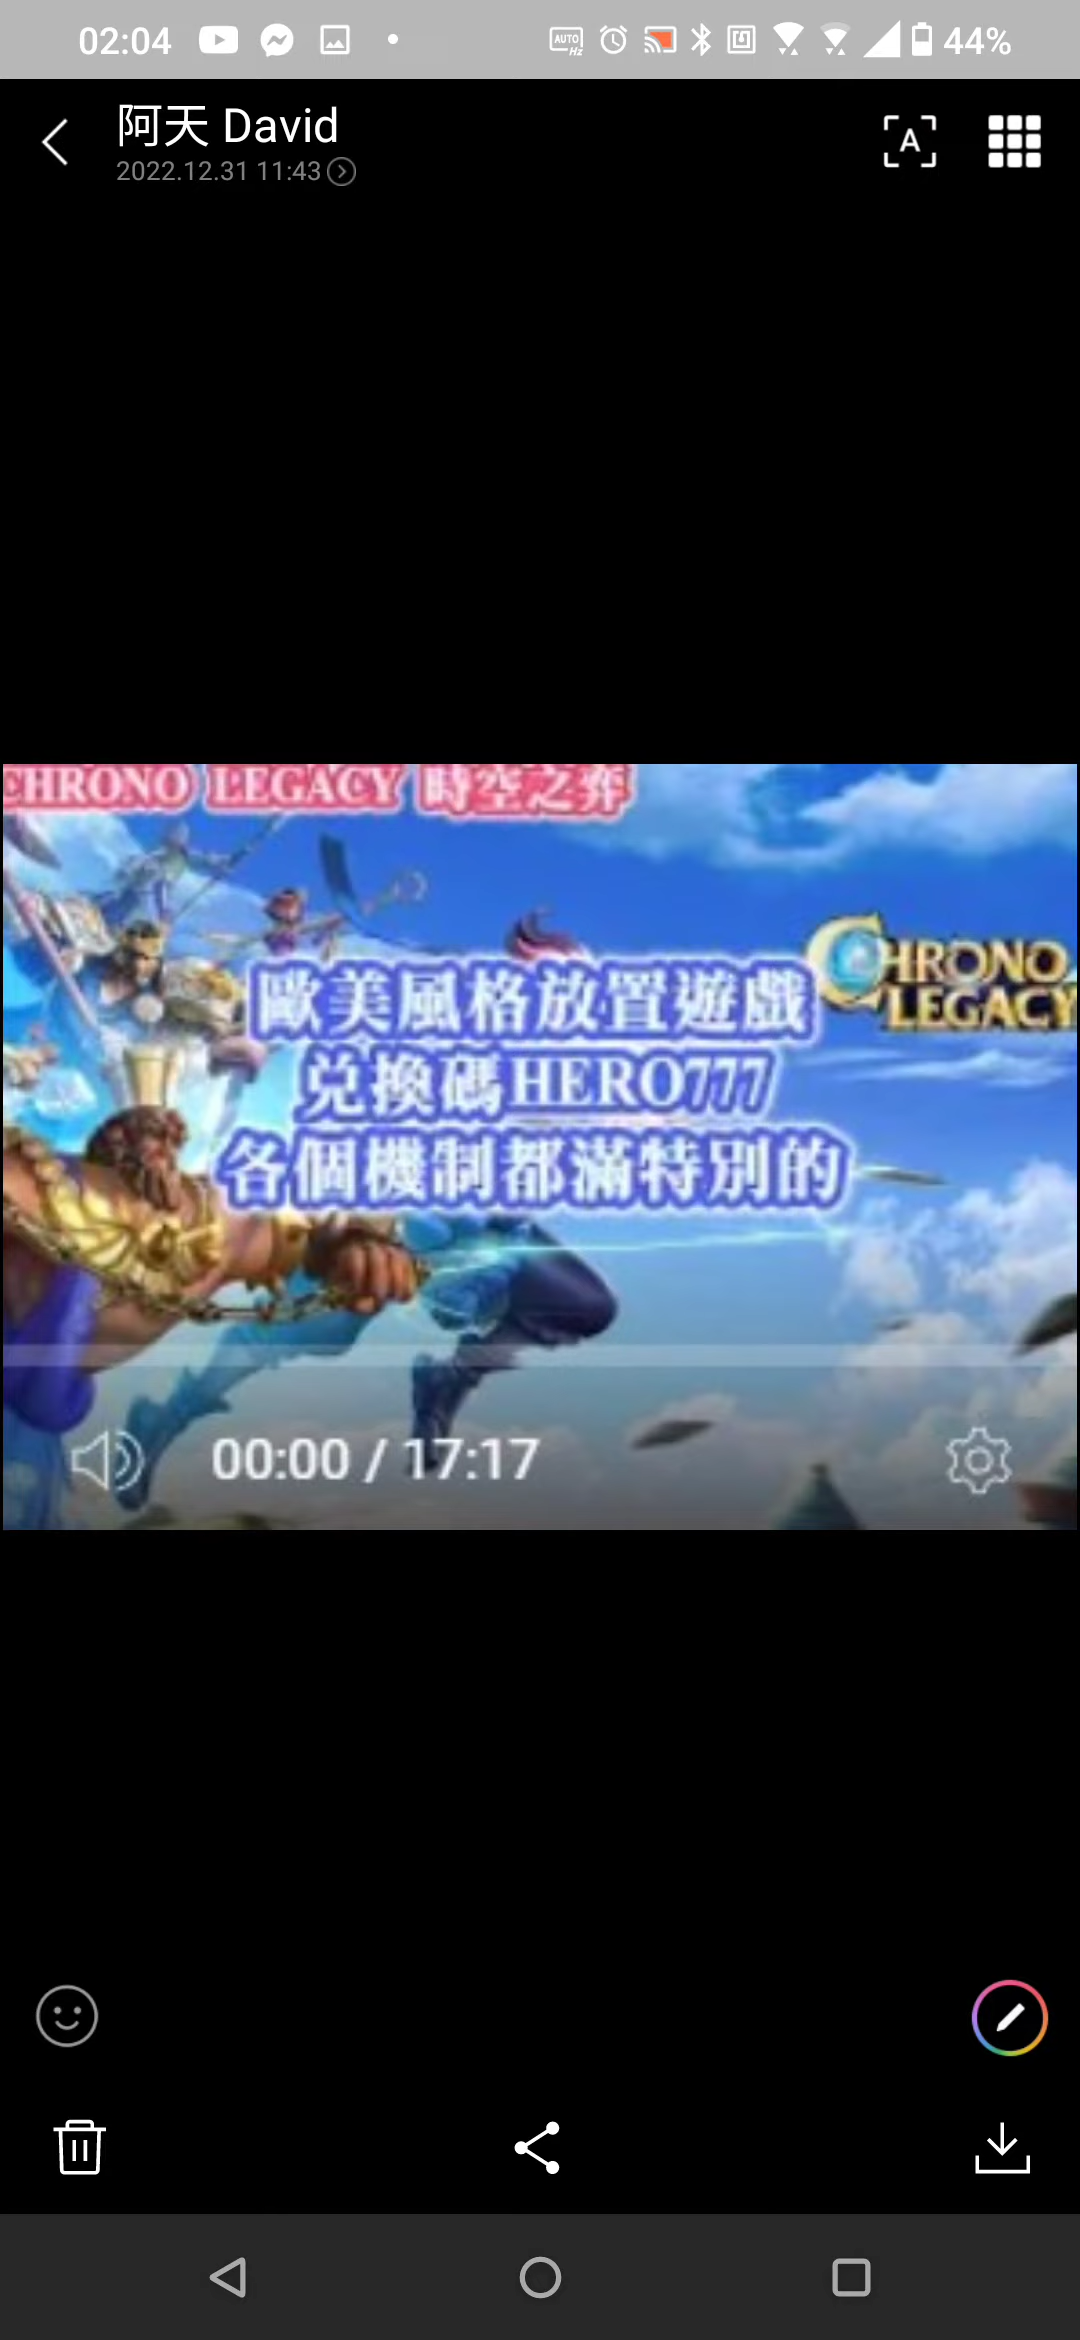 02:04
AUTO
Hz
44%
阿天 David
2022.12.31 11:43
A
CHRONO LEGACY 時空之弈
CHRONO
LEGACY
歐美風格放置遊戲
兌換碼HERO777
各個機制都滿特別的
00:00 / 17:17